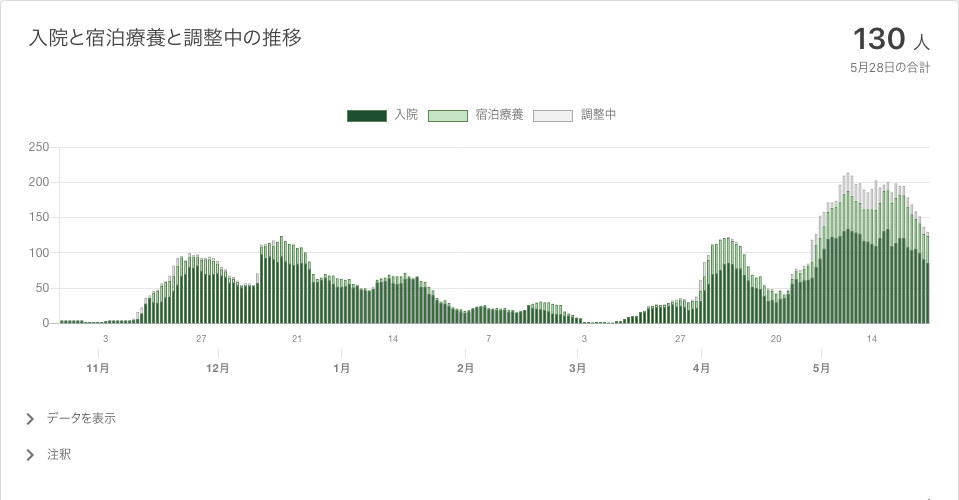 入院と宿泊療養と調整中の推移
130 人
5月28日の合計
入院 宿泊療養 調整中
250
200
150
100
50
0
3 27 21 14 7 3 27 20 14
11月 12月 1月 2月 3月 4月 5月
データを表示
注釈